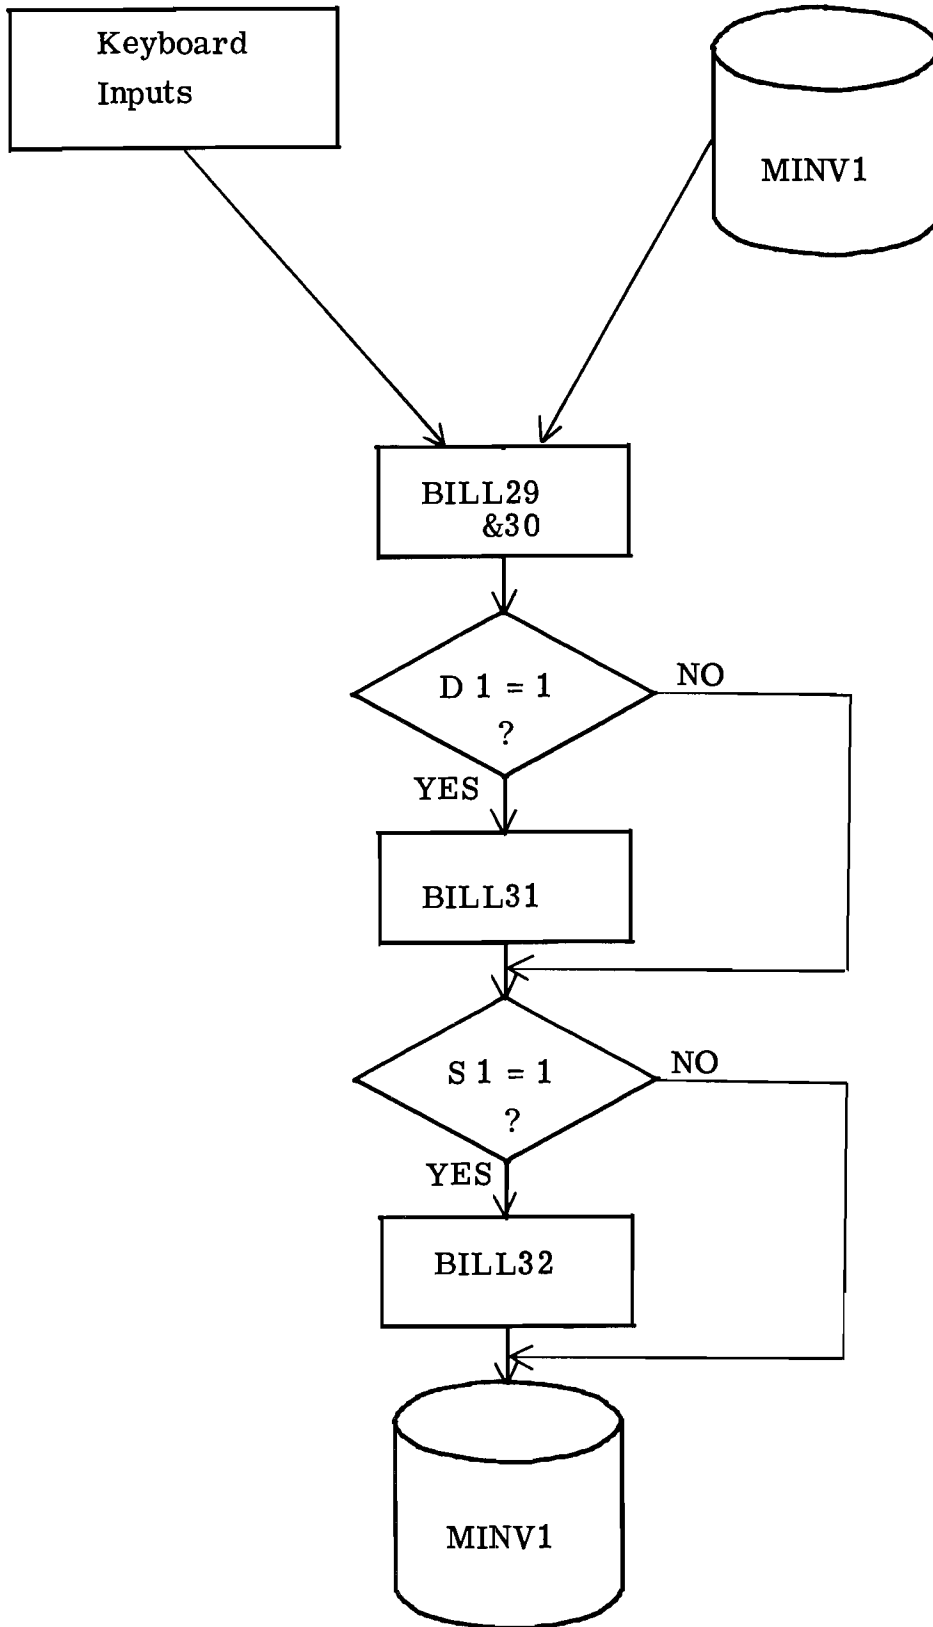 Keyboard
Inputs
MINV1
BILL29
&30
D 1 = 1
?
NO
YES
BILL31
S 1 = 1
?
NO
YES
BILL32
MINV1